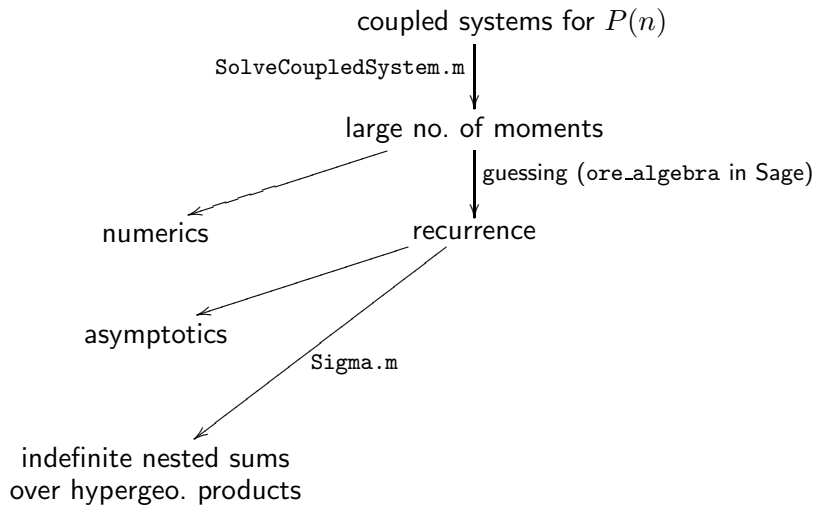 coupled systems for P(n)
SolveCoupledSystem.m
large no. of moments
guessing (ore_algebra in Sage)
numerics
recurrence
asymptotics
Sigma.m
indefinite nested sums
over hypergeo. products